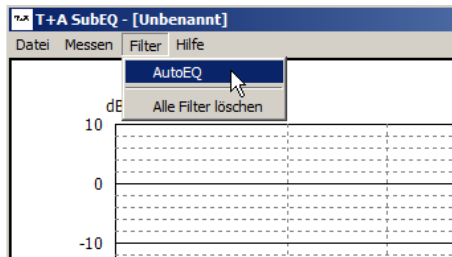 T+A T+A SubEQ - [Unbenannt]
Datei Messen Filter Hilfe
AutoEQ
Alle Filter löschen
dB
10
0
-10